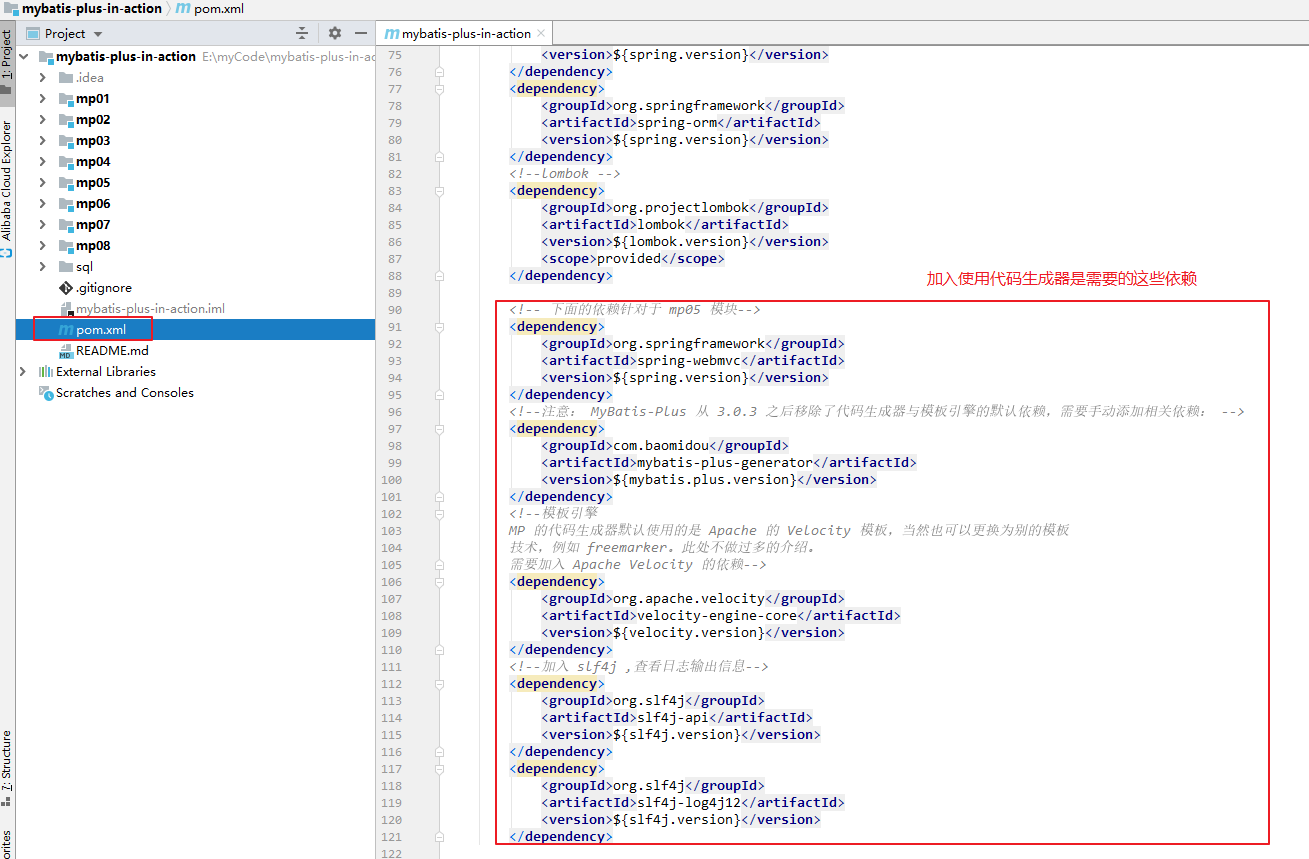 mybatis-plus-in-action
pom.xml
1: Project
Alibaba Cloud Explorer
7: Structure
Project
mybatis-plus-in-action E:\myCode\mybatis-plus-in-ac
.idea
mp01
mp02
mp03
mp04
mp05
mp06
mp07
mp08
sql
.gitignore
mybatis-plus-in-action.iml
pom.xml
README.md
External Libraries
Scratches and Consoles
mybatis-plus-in-action
75 <version>${spring.version}</version>
76 </dependency>
77 <dependency>
78 <groupId>org.springframework</groupId>
79 <artifactId>spring-orm</artifactId>
80 <version>${spring.version}</version>
81 </dependency>
82 <!--lombok -->
83 <dependency>
84 <groupId>org.projectlombok</groupId>
85 <artifactId>lombok</artifactId>
86 <version>${lombok.version}</version>
87 <scope>provided</scope>
88 </dependency>
加入使用代码生成器是需要的这些依赖
89
90 <!-- 下面的依赖针对于 mp05 模块-->
91 <dependency>
92 <groupId>org.springframework</groupId>
93 <artifactId>spring-webmvc</artifactId>
94 <version>${spring.version}</version>
95 </dependency>
96 <!--注意： MyBatis-Plus 从 3.0.3 之后移除了代码生成器与模板引擎的默认依赖，需要手动添加相关依赖： -->
97 <dependency>
98 <groupId>com.baomidou</groupId>
99 <artifactId>mybatis-plus-generator</artifactId>
100 <version>${mybatis.plus.version}</version>
101 </dependency>
102 <!--模板引擎
103 MP 的代码生成器默认使用的是 Apache 的 Velocity 模板，当然也可以更换为别的模板
104 技术，例如 freemarker。此处不做过多的介绍。
105 需要加入 Apache Velocity 的依赖-->
106 <dependency>
107 <groupId>org.apache.velocity</groupId>
108 <artifactId>velocity-engine-core</artifactId>
109 <version>${velocity.version}</version>
110 </dependency>
111 <!--加入 slf4j ,查看日志输出信息-->
112 <dependency>
113 <groupId>org.slf4j</groupId>
114 <artifactId>slf4j-api</artifactId>
115 <version>${slf4j.version}</version>
116 </dependency>
117 <dependency>
118 <groupId>org.slf4j</groupId>
119 <artifactId>slf4j-log4j12</artifactId>
120 <version>${slf4j.version}</version>
121 </dependency>
122